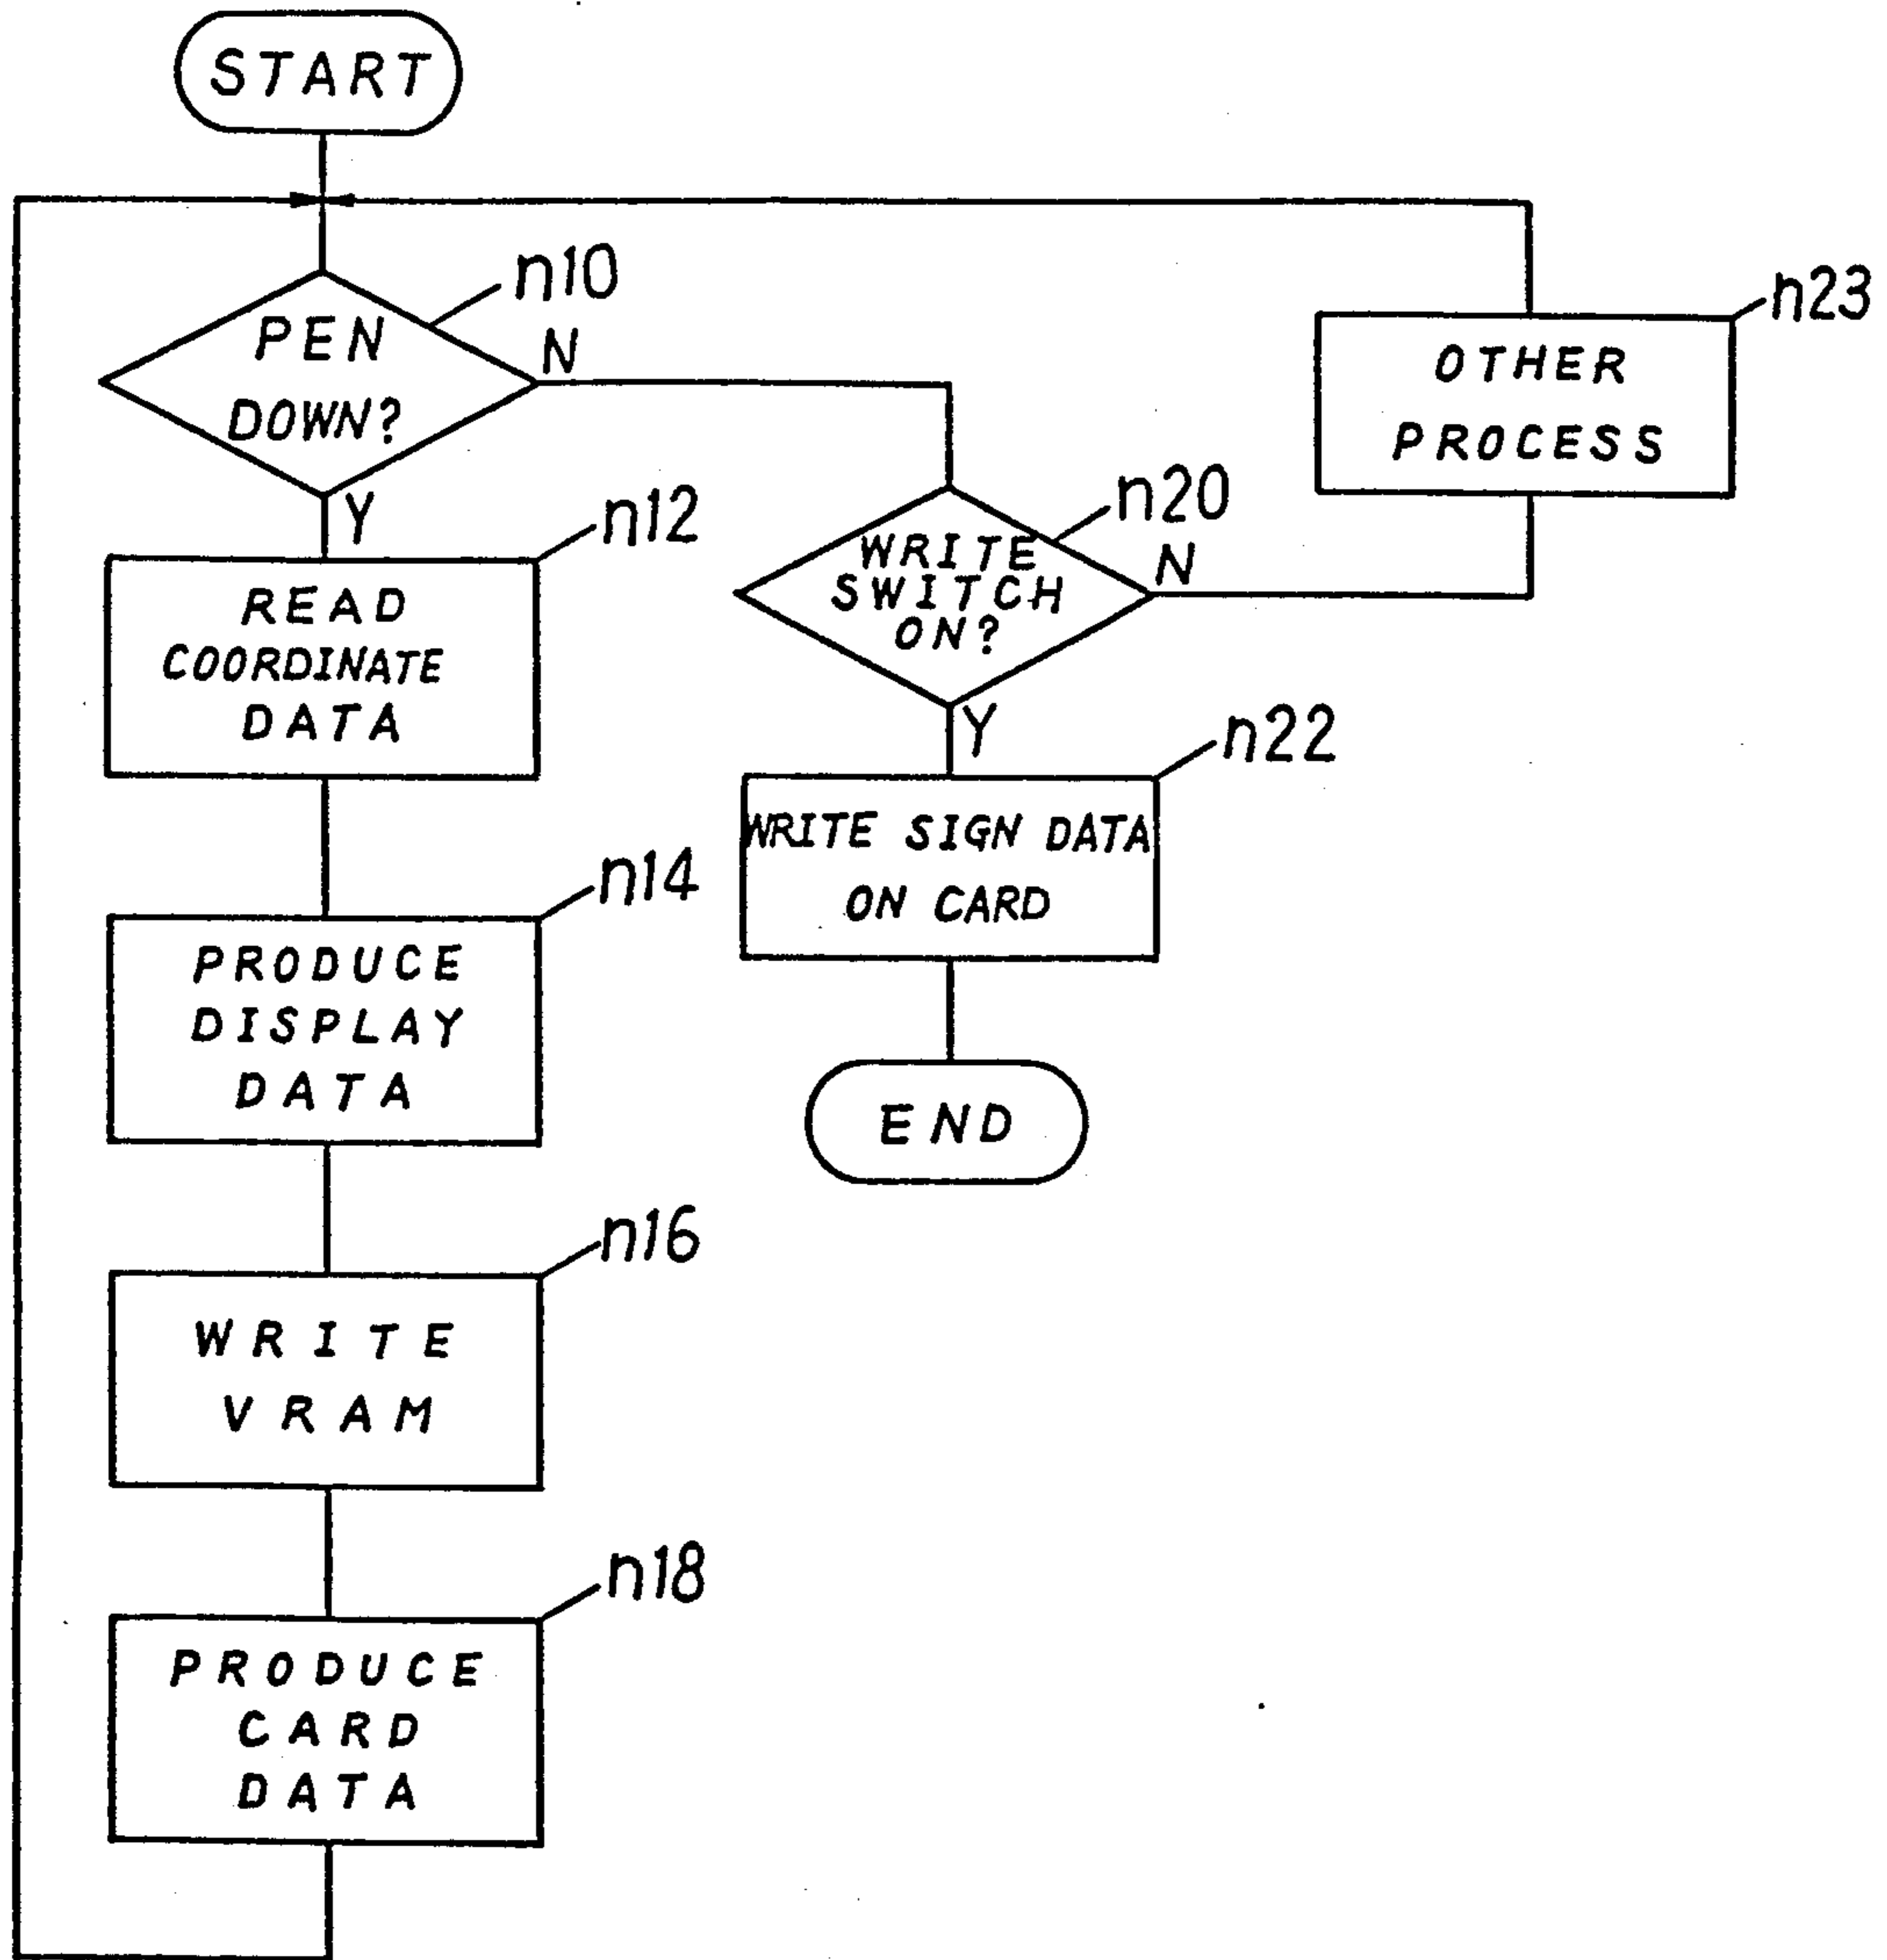 START
n10
PEN
DOWN?
N
Y
n12
READ
COORDINATE
DATA
n14
PRODUCE
DISPLAY
DATA
n16
WRITE
VRAM
n18
PRODUCE
CARD
DATA
n20
WRITE
SWITCH
ON?
N
Y
n22
WRITE SIGN DATA
ON CARD
END
n23
OTHER
PROCESS